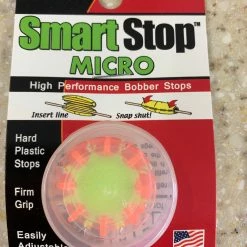 Smart Stop™
MICRO
High Performance Bobber Stops
Insert line
Snap shut!
Hard
Plastic
Stops
Firm
Grip
Easily
Adjustable